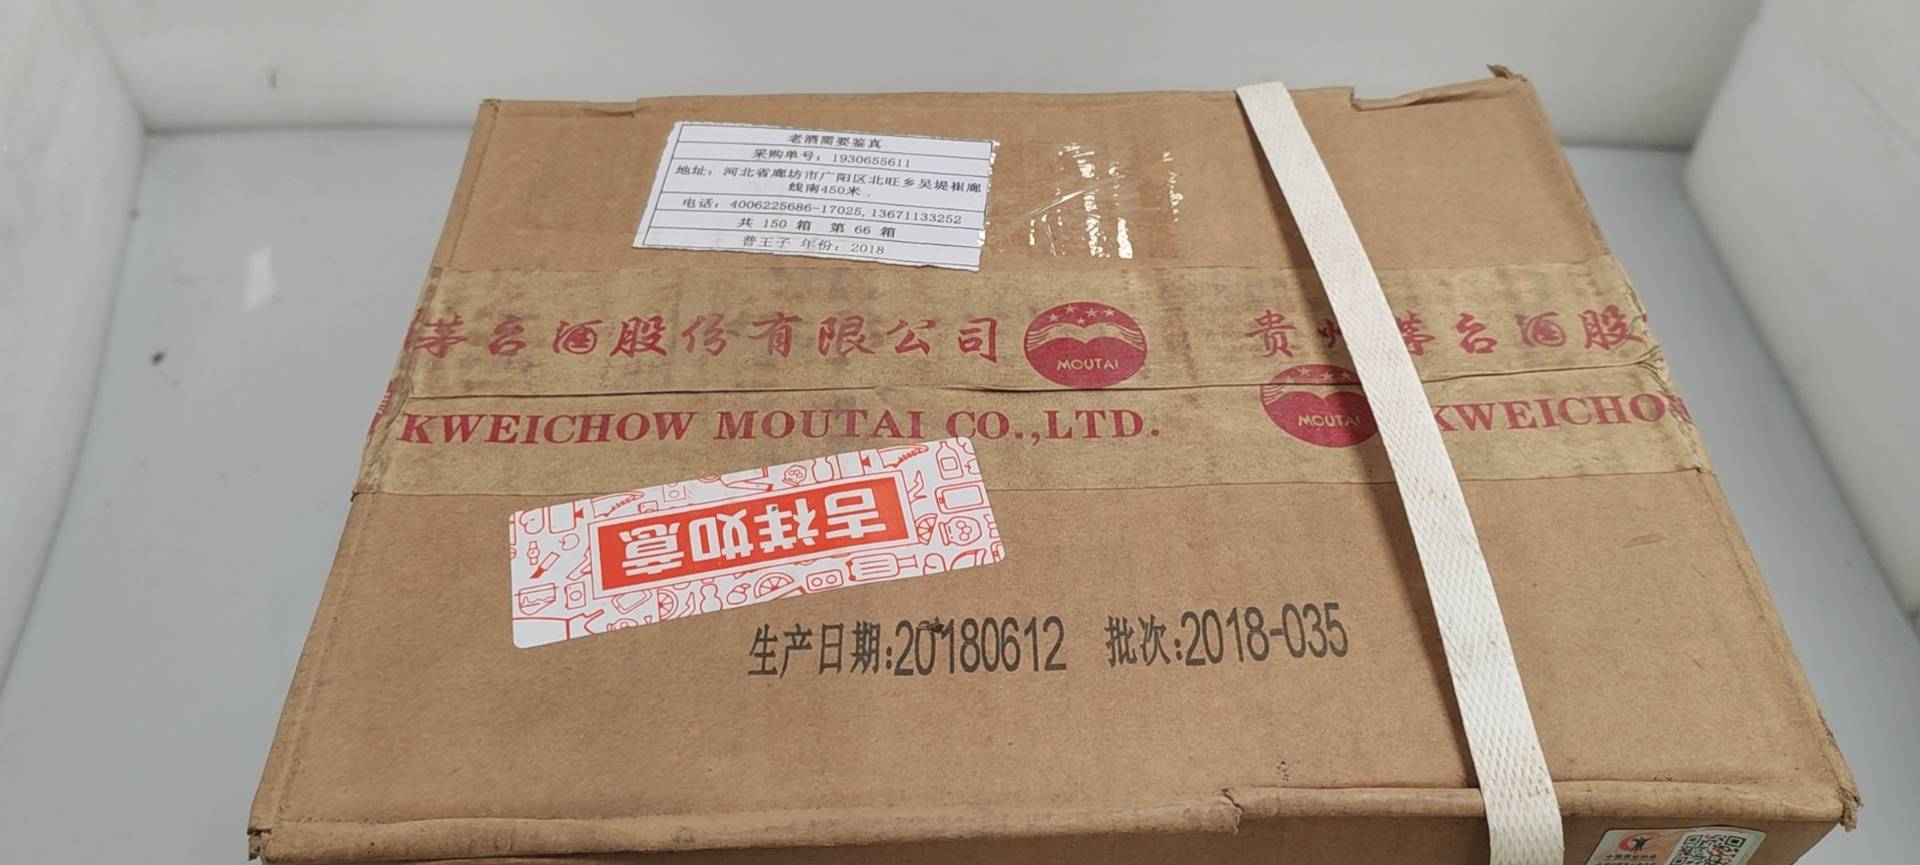 老酒需要鉴真
采购单号：1930655611
地址：河北省廊坊市广阳区北旺乡吴堤崔廊
线南450米
电话：4006225686-17025,13671133252
共 150 箱 第 66 箱
普王子 年份：2018
茅台酒股份有限公司 MOUTAI 贵州茅台酒股
KWEICHOW MOUTAI CO.,LTD. MOUTAI KWEICHO
吉祥如意
生产日期:20180612 批次:2018-035